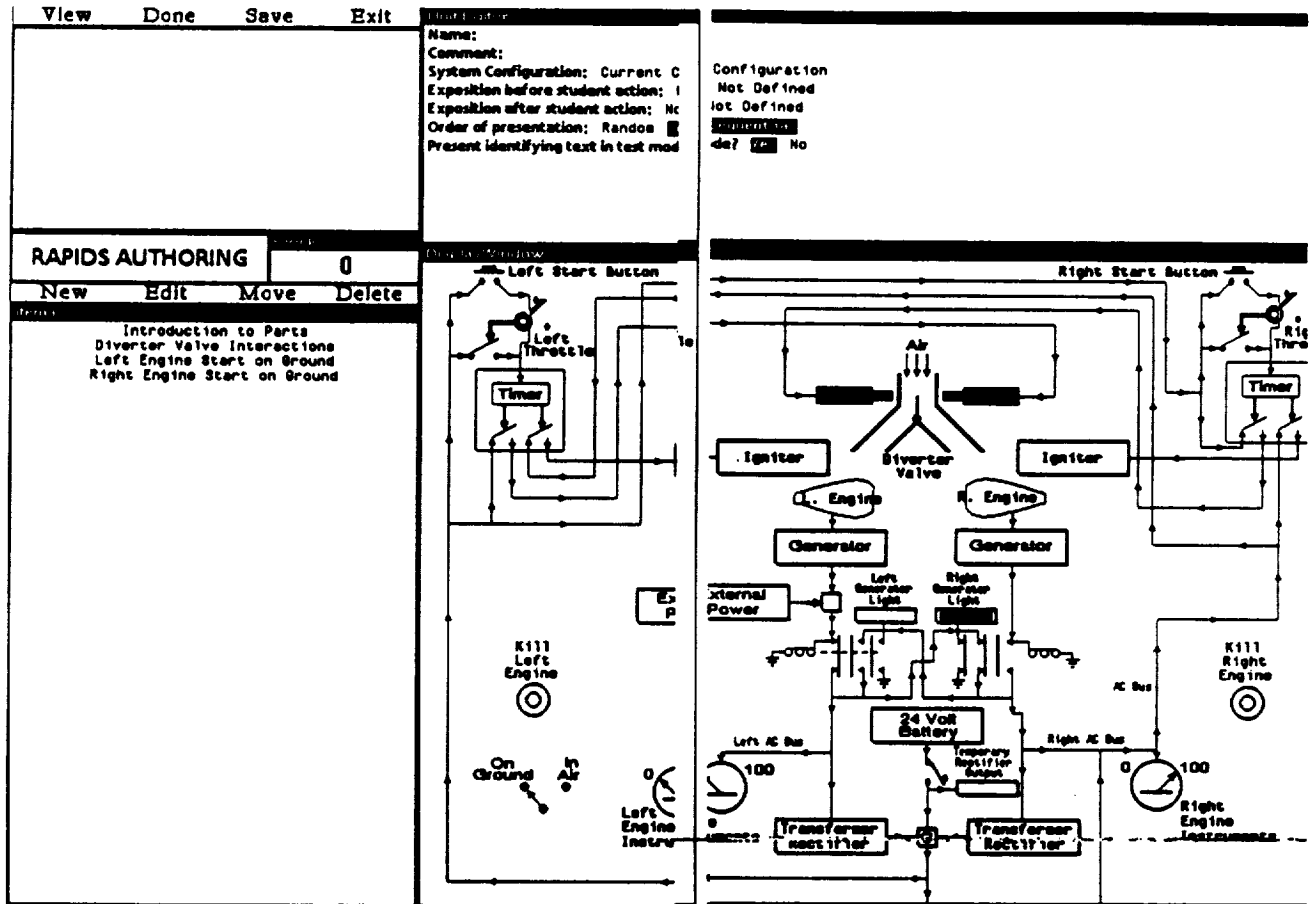 View Done Save Exit
Name:
Comment:
System Configuration: Current C Configuration
Exposition before student action: Not Defined
Exposition after student action: No ot Defined
Order of presentation: Random
Present identifying text in test mod de? No
RAPIDS AUTHORING
0
New Edit Move Delete
Items
Introduction to Parts
Diverter Valve Interactions
Left Engine Start on Ground
Right Engine Start on Ground
Left Start Button
Right Start Button
Left
Throttle
Air
Timer
Timer
Igniter
Diverter
Valve
Igniter
L. Engine
R. Engine
Generator
Generator
Left
Generator
Light
Right
Generator
Light
External
Power
Kill
Left
Engine
Kill
Right
Engine
AC Bus
24 Volt
Battery
Left AC Bus
Right AC Bus
Temporary
Rectifier
Output
On
Ground
In
Air
0
0 100
100
Left
Engine
Instru
Right
Engine
Instruments
Transformer
Rectifier
Transformer
Rectifier